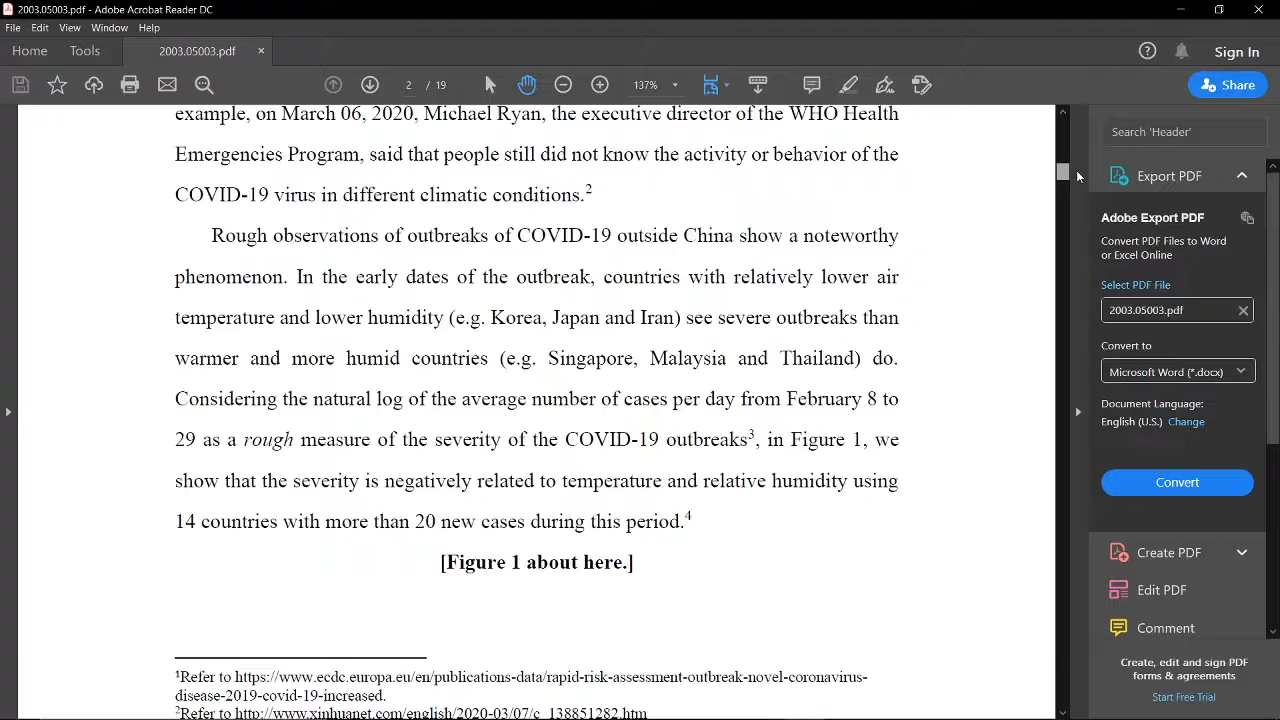 2003.05003.pdf - Adobe Acrobat Reader DC
File Edit View Window Help
Home Tools 2003.05003.pdf × Sign In
2 / 19 137% Share
example, on March 06, 2020, Michael Ryan, the executive director of the WHO Health
Emergencies Program, said that people still did not know the activity or behavior of the
COVID-19 virus in different climatic conditions.2
Rough observations of outbreaks of COVID-19 outside China show a noteworthy
phenomenon. In the early dates of the outbreak, countries with relatively lower air
temperature and lower humidity (e.g. Korea, Japan and Iran) see severe outbreaks than
warmer and more humid countries (e.g. Singapore, Malaysia and Thailand) do.
Considering the natural log of the average number of cases per day from February 8 to
29 as a rough measure of the severity of the COVID-19 outbreaks3, in Figure 1, we
show that the severity is negatively related to temperature and relative humidity using
14 countries with more than 20 new cases during this period.4
[Figure 1 about here.]
1Refer to https://www.ecdc.europa.eu/en/publications-data/rapid-risk-assessment-outbreak-novel-coronavirus-
disease-2019-covid-19-increased.
2Refer to http://www.xinhuanet.com/english/2020-03/07/c_138851282.htm
Search 'Header'
Export PDF
Adobe Export PDF
Convert PDF Files to Word
or Excel Online
Select PDF File
2003.05003.pdf
Convert to
Microsoft Word (*.docx)
Document Language:
English (U.S.) Change
Convert
Create PDF
Edit PDF
Comment
Create, edit and sign PDF
forms & agreements
Start Free Trial